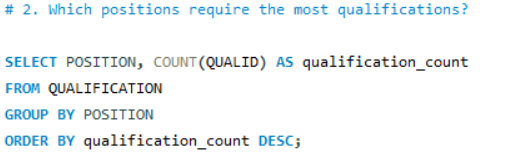 # 2. Which positions require the most qualifications?
SELECT POSITION, COUNT(QUALID) AS qualification_count
FROM QUALIFICATION
GROUP BY POSITION
ORDER BY qualification_count DESC;